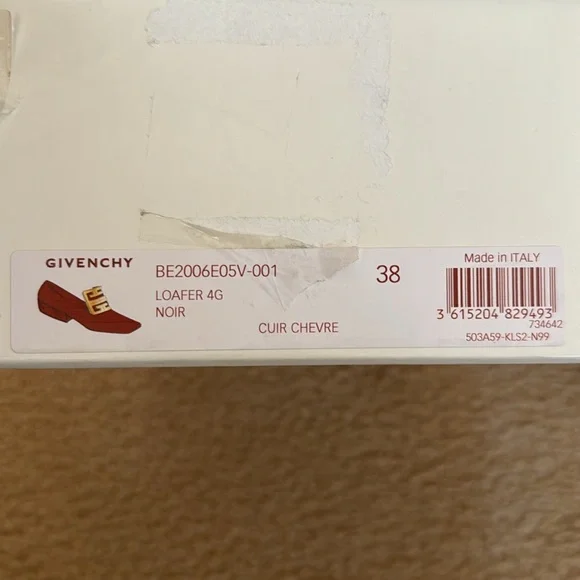 GIVENCHY
BE2006E05V-001
38
Made in ITALY
LOAFER 4G
NOIR
CUIR CHEVRE
3 615204 829493
734642
503A59-KLS2-N99